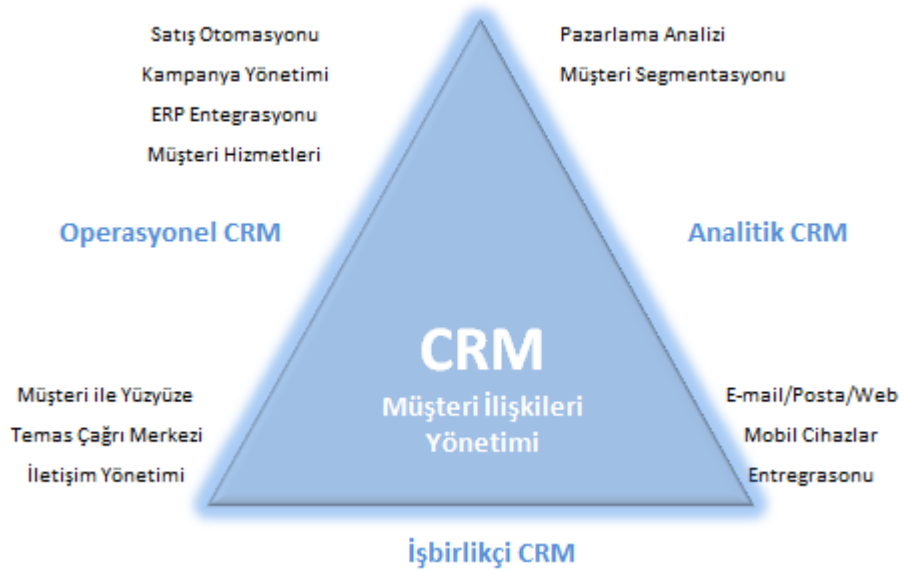 Satış Otomasyonu
Kampanya Yönetimi
ERP Entegrasyonu
Müşteri Hizmetleri
Pazarlama Analizi
Müşteri Segmentasyonu
Operasyonel CRM
Analitik CRM
CRM
Müşteri İlişkileri
Yönetimi
Müşteri ile Yüzyüze
Temas Çağrı Merkezi
İletişim Yönetimi
E-mail/Posta/Web
Mobil Cihazlar
Entregrasonu
İşbirlikçi CRM